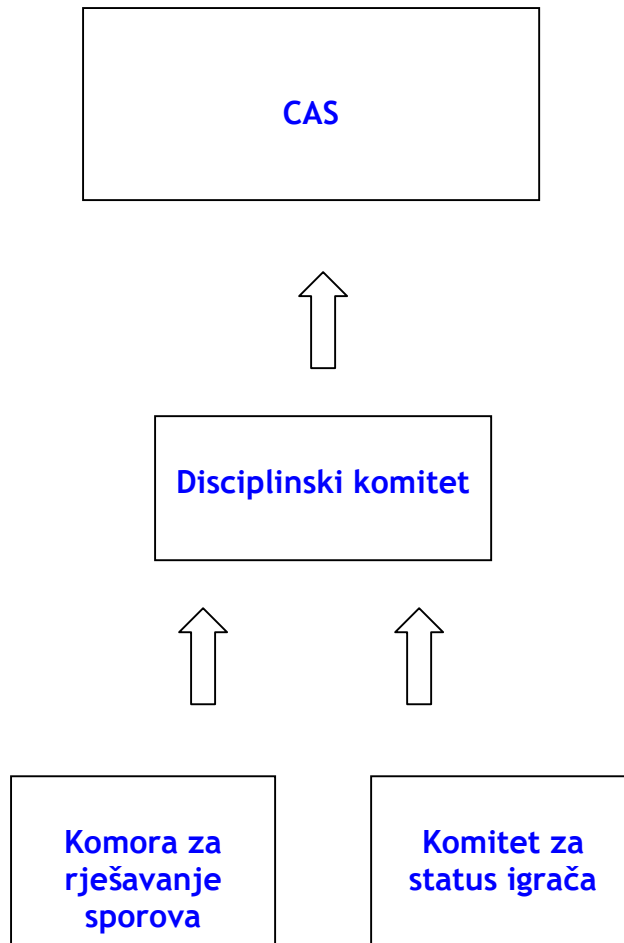 CAS
Disciplinski komitet
Komora za
rješavanje
sporova
Komitet za
status igrača